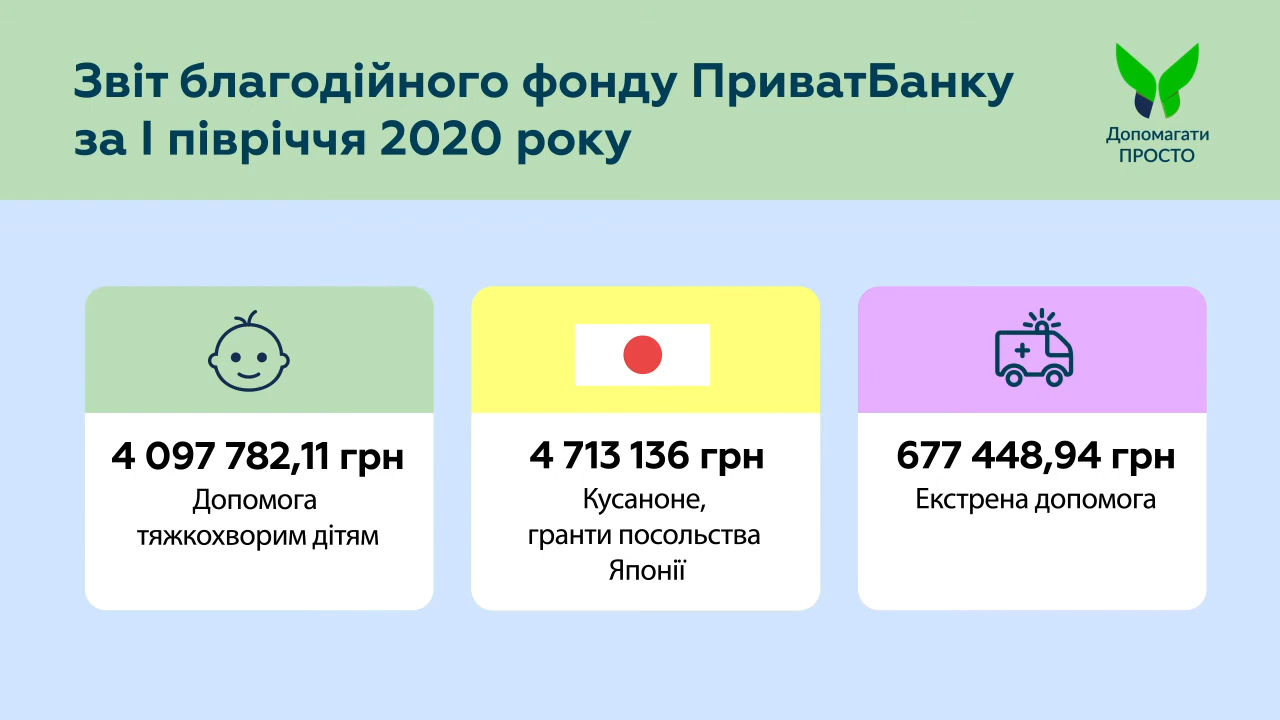 Звіт благодійного фонду ПриватБанку
за І півріччя 2020 року
Допомагати
ПРОСТО
4 097 782,11 грн
Допомога
тяжкохворим дітям
4 713 136 грн
Кусаноне,
гранти посольства
Японії
677 448,94 грн
Екстрена допомога